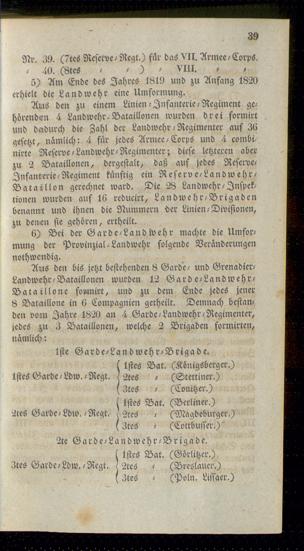 39
Nr. 39. (7tes Reserve-Regt.) für das VII. Armee-Corps.
„ 40. (8tes „ „ ) „ VIII. „ „
5) Am Ende des Jahres 1819 und zu Anfang 1820
erhielt die Landwehr eine Umformung.
Aus den zu einem Linien-Infanterie-Regiment ge-
hörenden 4 Landwehr-Bataillonen wurden drei formirt
und dadurch die Zahl der Landwehr-Regimenter auf 36
gesetzt, nämlich: 4 für jedes Armee-Corps und 4 combi-
nirte Reserve-Landwehr-Regimenter; diese letzteren aber
zu 2 Bataillonen, dergestalt, daß auf jedes Reserve-
Infanterie-Regiment künftig ein Reserve-Landwehr-
Bataillon gerechnet ward. Die 28 Landwehr-Inspek-
tionen wurden auf 16 reducirt, Landwehr-Brigaden
benannt und ihnen die Nummern der Linien-Divisionen,
zu denen sie gehören, ertheilt.
6) Bei der Garde-Landwehr machte die Umfor-
mung der Provinzial-Landwehr folgende Veränderungen
nothwendig.
Aus den bis jetzt bestehenden 8 Garde- und Grenadier-
Landwehr-Bataillonen wurden 12 Garde-Landwehr-
Bataillone formirt, und zu dem Ende jedes jener
8 Bataillone in 6 Compagnien getheilt. Demnach bestan-
den vom Jahre 1820 an 4 Garde-Landwehr-Regimenter,
jedes zu 3 Bataillonen, welche 2 Brigaden formirten,
nämlich:
1ste Garde-Landwehr-Brigade.
1stes Bat. (Königsberger.)
1stes Garde-Ldw.-Regt. 2tes „ (Stettiner.)
3tes „ (Conitzer.)
1stes Bat. (Berliner.)
2tes Garde-Ldw.-Regt. 2tes „ (Magdeburger.)
3tes „ (Cottbusser.)
2te Garde-Landwehr-Brigade.
1stes Bat. (Görlitzer.)
3tes Garde-Ldw.-Regt. 2tes „ (Breslauer.)
3tes „ (Poln. Lissaer.)